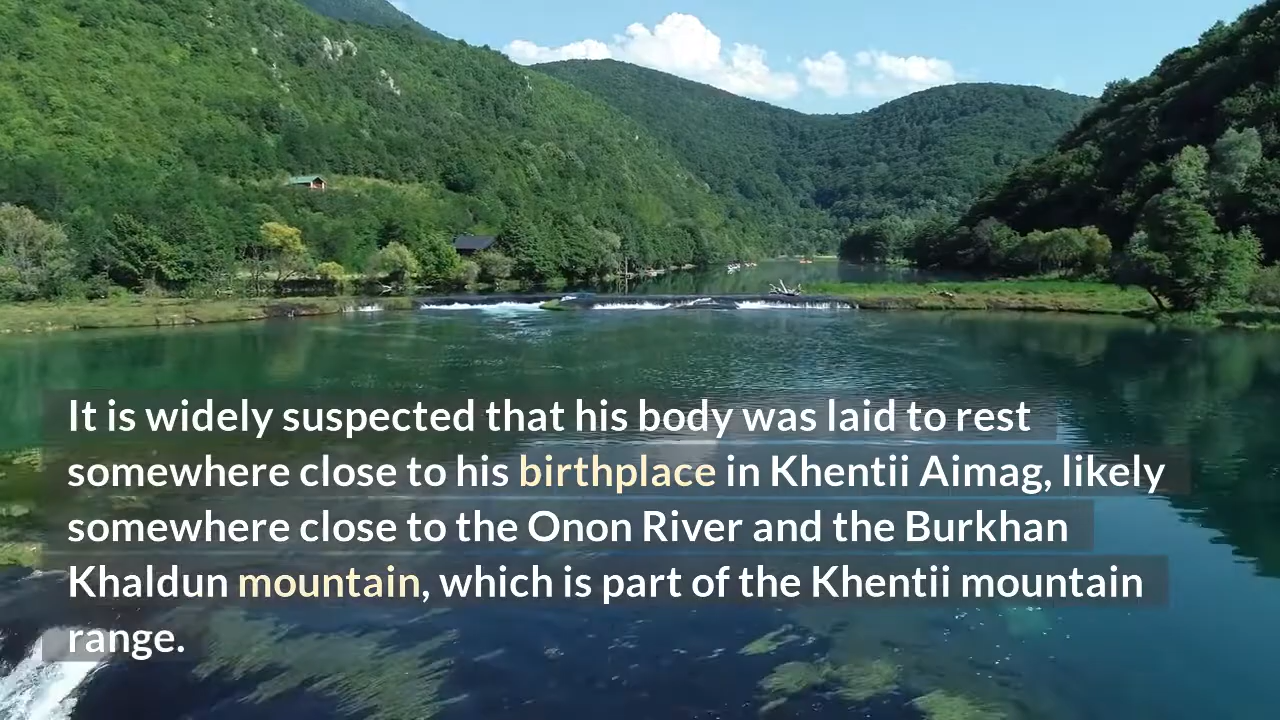 It is widely suspected that his body was laid to rest
somewhere close to his birthplace in Khentii Aimag, likely
somewhere close to the Onon River and the Burkhan
Khaldun mountain, which is part of the Khentii mountain
range.